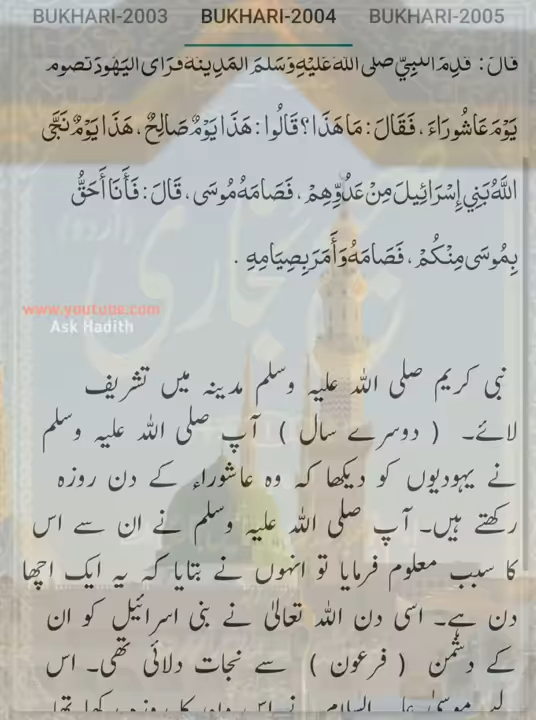 BUKHARI-2003 BUKHARI-2004 BUKHARI-2005
قَالَ: قَدِمَ النَّبِيُّ صَلَّى اللَّهُ عَلَيْهِ وَسَلَّمَ الْمَدِينَةَ فَرَأَى الْيَهُودَ تَصُومُ
يَوْمَ عَاشُورَاءَ، فَقَالَ: مَا هَذَا؟ قَالُوا: هَذَا يَوْمٌ صَالِحٌ، هَذَا يَوْمٌ نَجَّى
اللَّهُ بَنِي إِسْرَائِيلَ مِنْ عَدُوِّهِمْ، فَصَامَهُ مُوسَى، قَالَ: فَأَنَا أَحَقُّ
بِمُوسَى مِنْكُمْ، فَصَامَهُ وَأَمَرَ بِصِيَامِهِ .
www.youtube.com
Ask Hadith
نبی کریم صلی اللہ علیہ وسلم مدینہ میں تشریف
لائے۔ ( دوسرے سال ) آپ صلی اللہ علیہ وسلم
نے یہودیوں کو دیکھا کہ وہ عاشوراء کے دن روزہ
رکھتے ہیں۔ آپ صلی اللہ علیہ وسلم نے ان سے اس
کا سبب معلوم فرمایا تو انہوں نے بتایا کہ یہ ایک اچھا
دن ہے۔ اسی دن اللہ تعالیٰ نے بنی اسرائیل کو ان
کے دشمن ( فرعون ) سے نجات دلائی تھی۔ اس